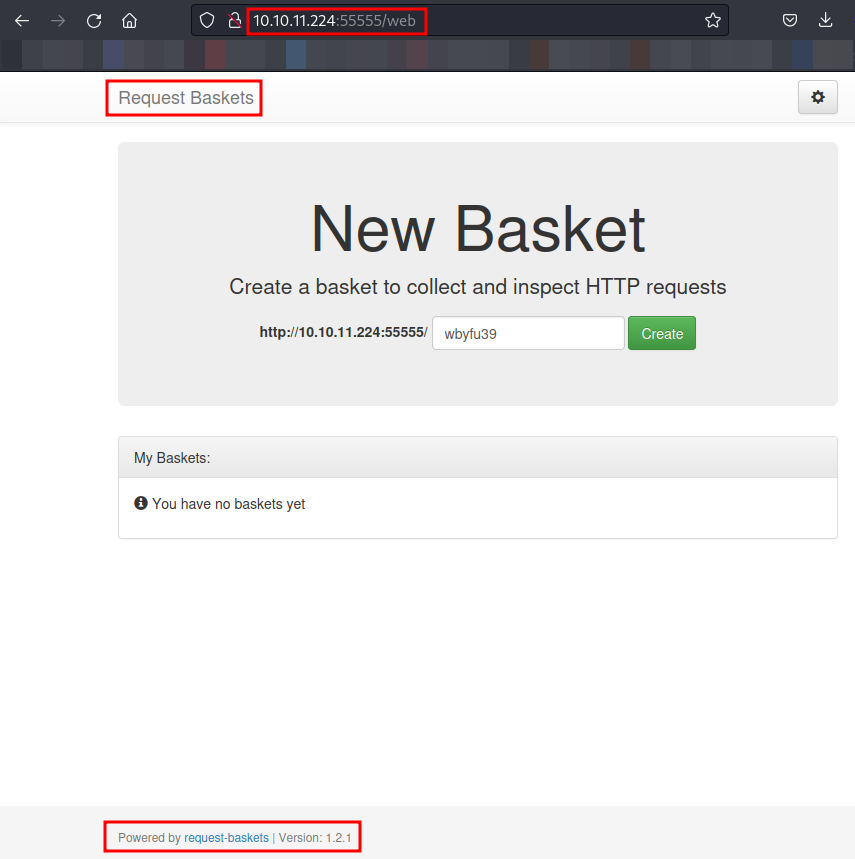 10.10.11.224:55555/web
Request Baskets
New Basket
Create a basket to collect and inspect HTTP requests
http://10.10.11.224:55555/ wbyfu39 Create
My Baskets:
You have no baskets yet
Powered by request-baskets | Version: 1.2.1